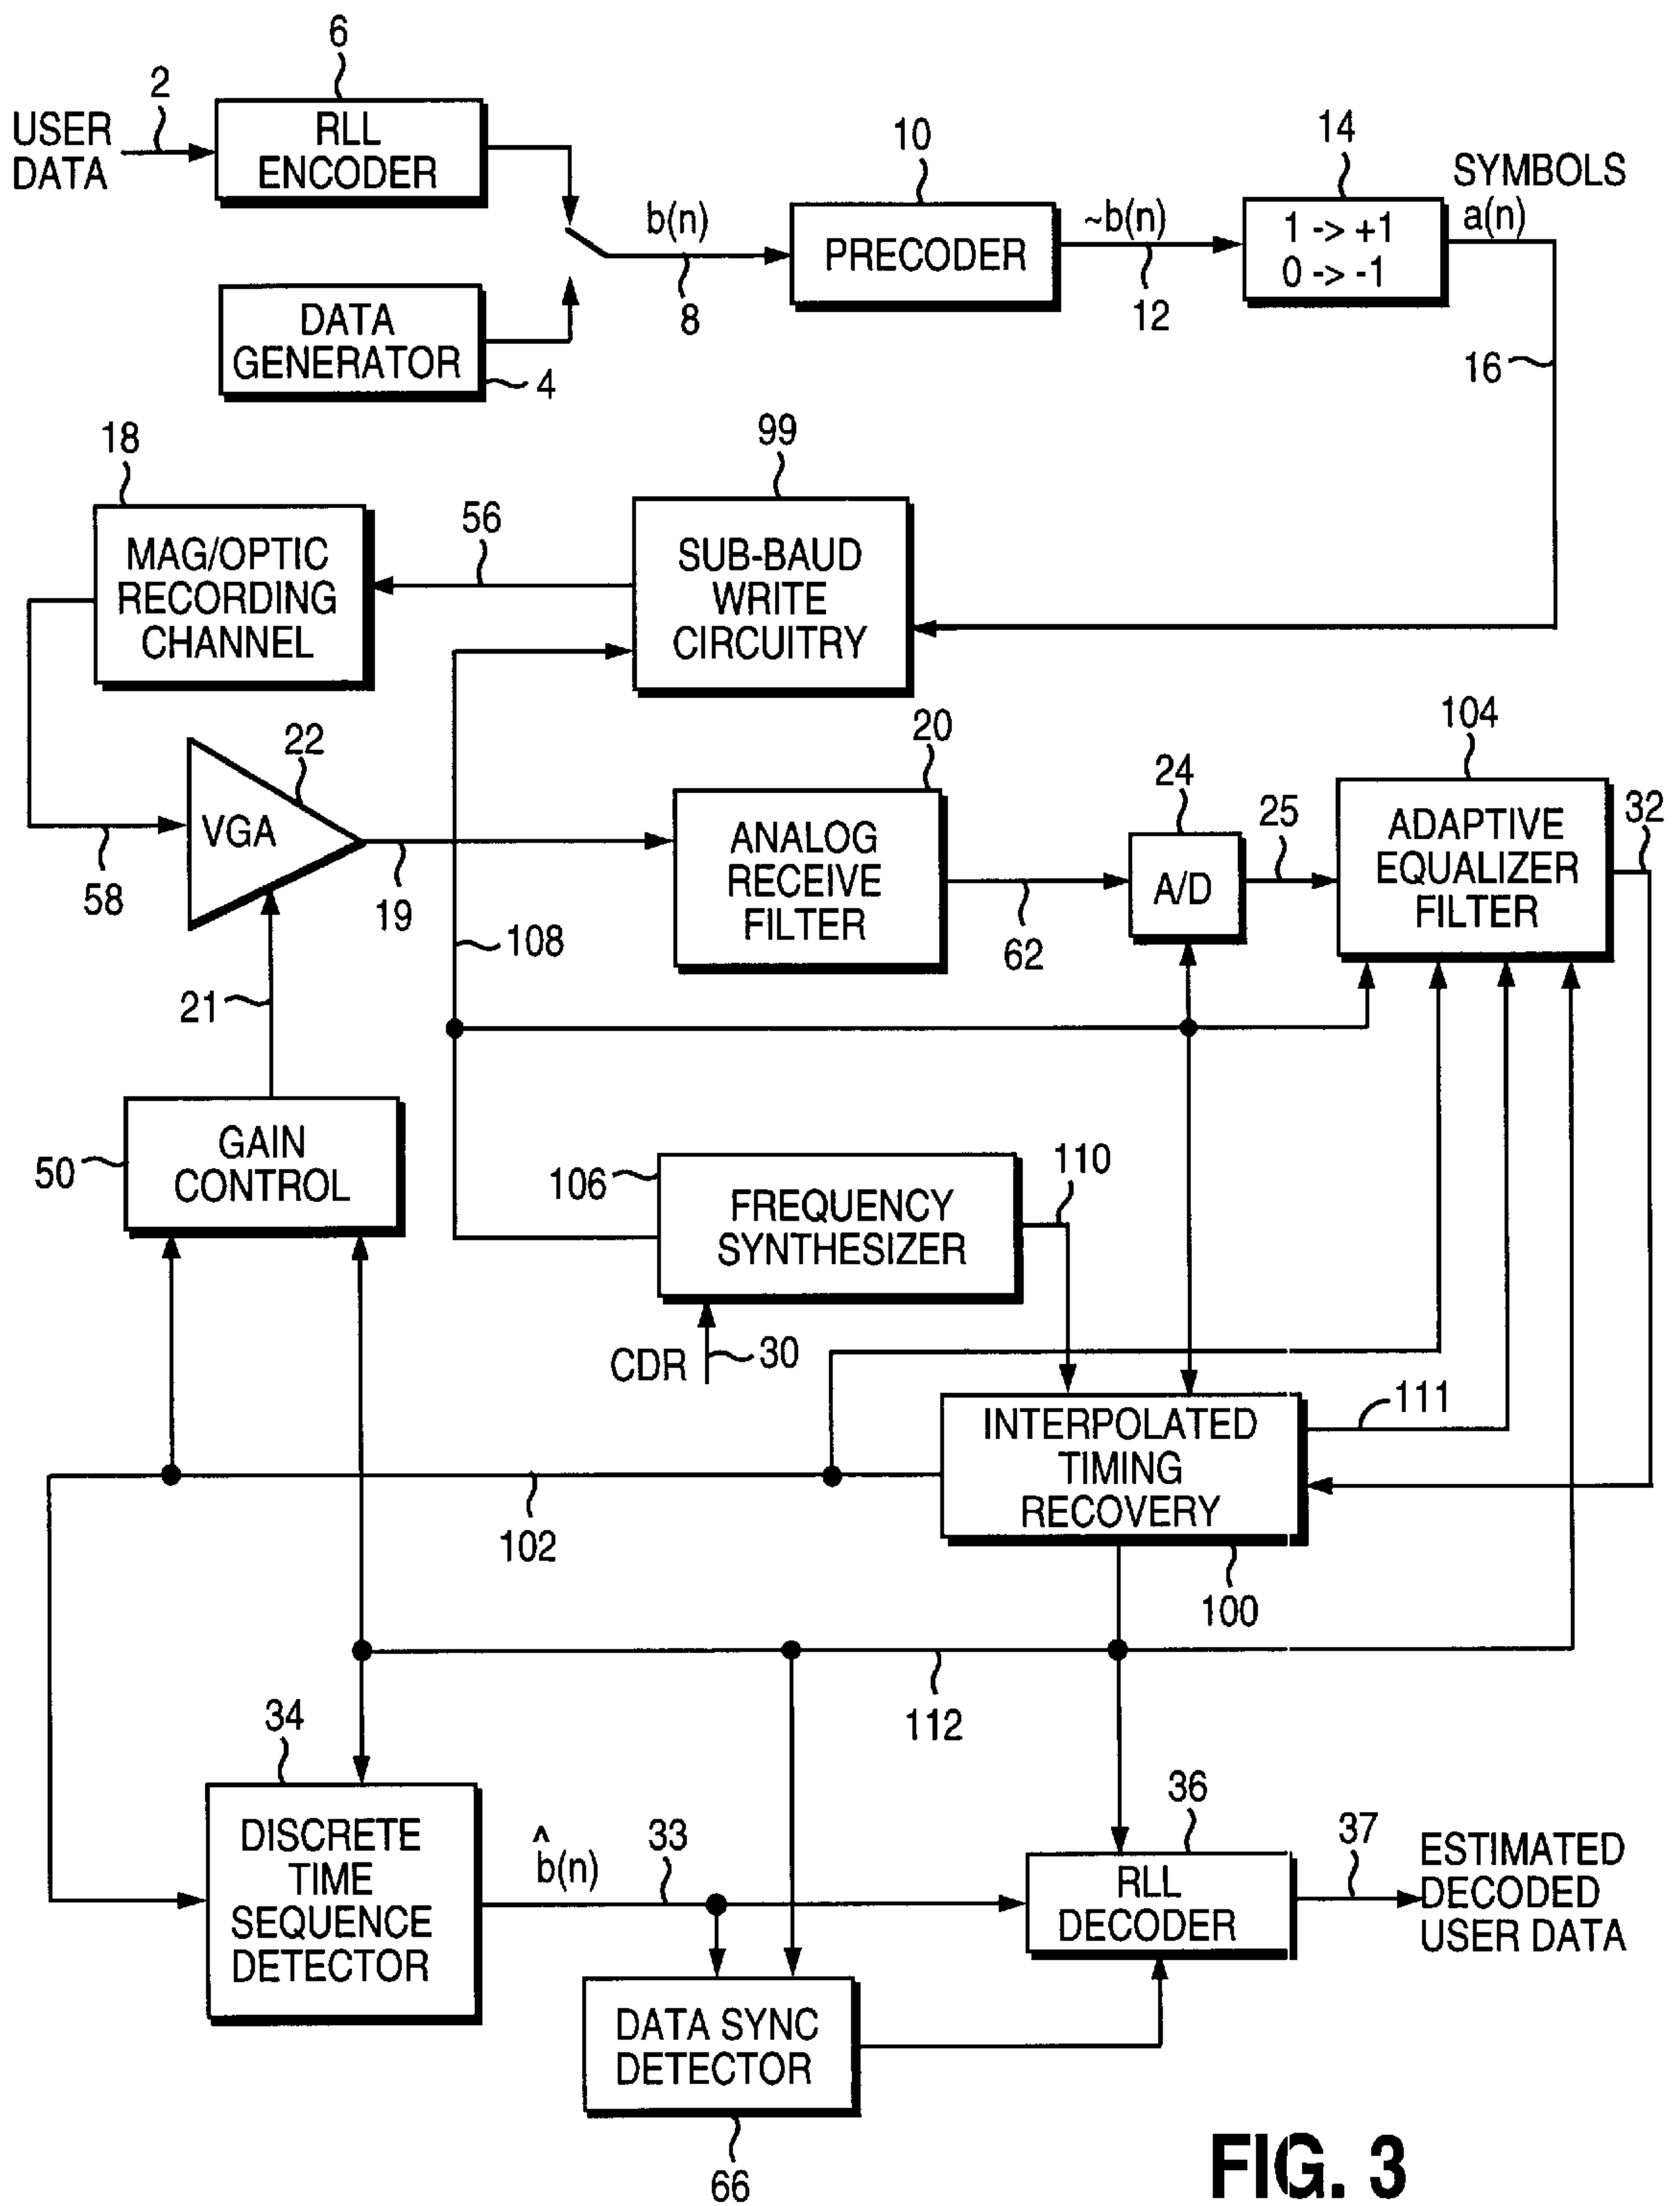 6
2
USER
DATA
RLL
ENCODER
10
14
SYMBOLS
b(n)
~b(n)
a(n)
PRECODER
1 -> +1
0 -> -1
8
12
DATA
GENERATOR
4
16
18
99
56
MAG/OPTIC
RECORDING
CHANNEL
SUB-BAUD
WRITE
CIRCUITRY
22
20
24
104
VGA
ANALOG
RECEIVE
FILTER
A/D
25
ADAPTIVE
EQUALIZER
FILTER
32
58
19
108
62
21
50
GAIN
CONTROL
106
FREQUENCY
SYNTHESIZER
110
CDR
30
INTERPOLATED
TIMING
RECOVERY
111
102
100
112
34
DISCRETE
TIME
SEQUENCE
DETECTOR
^
b(n)
33
36
RLL
DECODER
37
ESTIMATED
DECODED
USER DATA
DATA SYNC
DETECTOR
66
FIG. 3